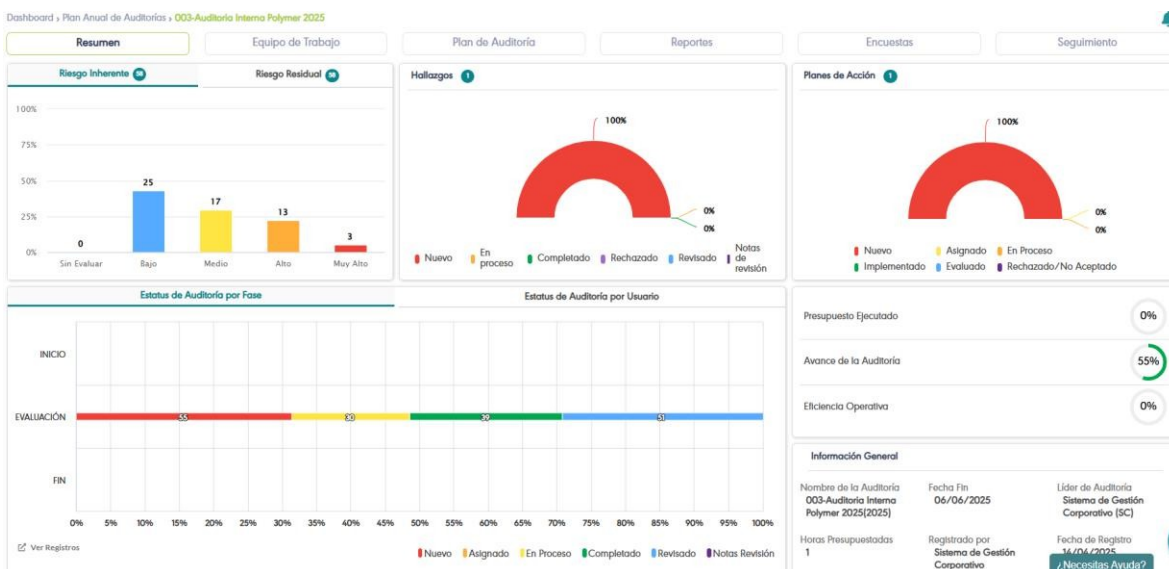 Dashboard › Plan Anual de Auditorías › 003-Auditoria Interna Polymer 2025
Resumen
Equipo de Trabajo
Plan de Auditoría
Reportes
Encuestas
Seguimiento
Riesgo Inherente 58
Riesgo Residual 58
100%
75%
50%
25%
0%
0
25
17
13
3
Sin Evaluar
Bajo
Medio
Alto
Muy Alto
Hallazgos 1
100%
0%
0%
Nuevo
En
proceso
Completado
Rechazado
Revisado
Notas
de
revisión
Planes de Acción 1
100%
0%
0%
Nuevo
Asignado
En Proceso
Implementado
Evaluado
Rechazado/No Aceptado
Estatus de Auditoría por Fase
Estatus de Auditoría por Usuario
INICIO
EVALUACIÓN
55
30
39
51
FIN
0% 5% 10% 15% 20% 25% 30% 35% 40% 45% 50% 55% 60% 65% 70% 75% 80% 85% 90% 95% 100%
Ver Registros
Nuevo Asignado En Proceso Completado Revisado Notas Revisión
Presupuesto Ejecutado
0%
Avance de la Auditoría
55%
Eficiencia Operativa
0%
Información General
Nombre de la Auditoría
003-Auditoria Interna
Polymer 2025(2025)
Fecha Fin
06/06/2025
Líder de Auditoría
Sistema de Gestión
Corporativo (SC)
Horas Presupuestadas
1
Registrado por
Sistema de Gestión
Corporativo
Fecha de Registro
16/04/2025
¿Necesitas Ayuda?